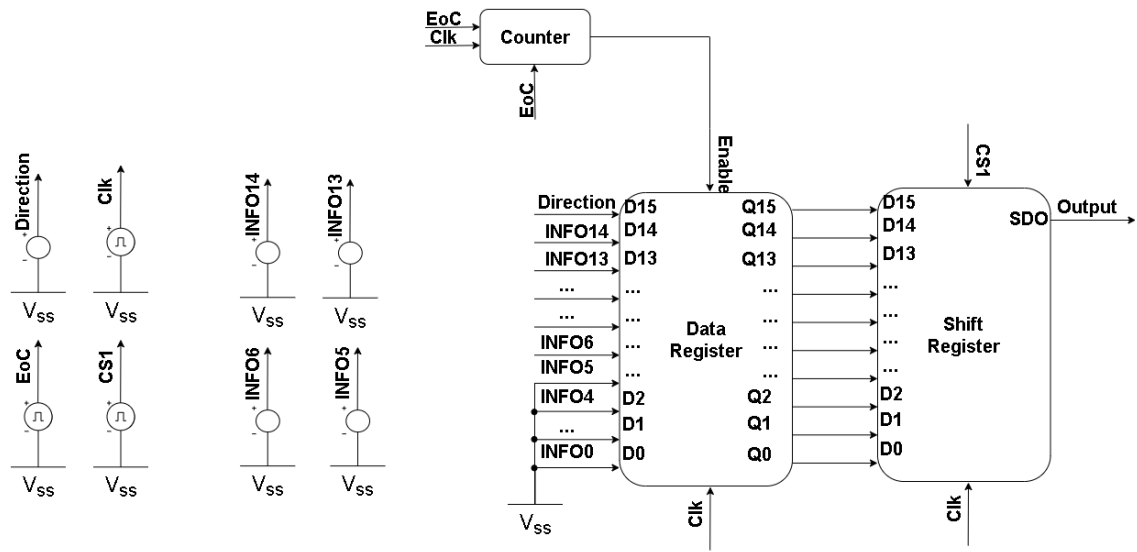 EoC
Clk
Counter
EoC
Enable
CS1
Direction
Clk
INFO14
INFO13
VSS
VSS
VSS
VSS
EoC
CS1
INFO6
INFO5
VSS
VSS
VSS
VSS
Direction
INFO14
INFO13
...
...
INFO6
INFO5
INFO4
...
INFO0
VSS
D15
D14
D13
...
...
...
...
D2
D1
D0
Data
Register
Q15
Q14
Q13
...
...
...
...
Q2
Q1
Q0
Clk
D15
D14
D13
...
...
...
...
D2
D1
D0
Shift
Register
SDO
Output
Clk